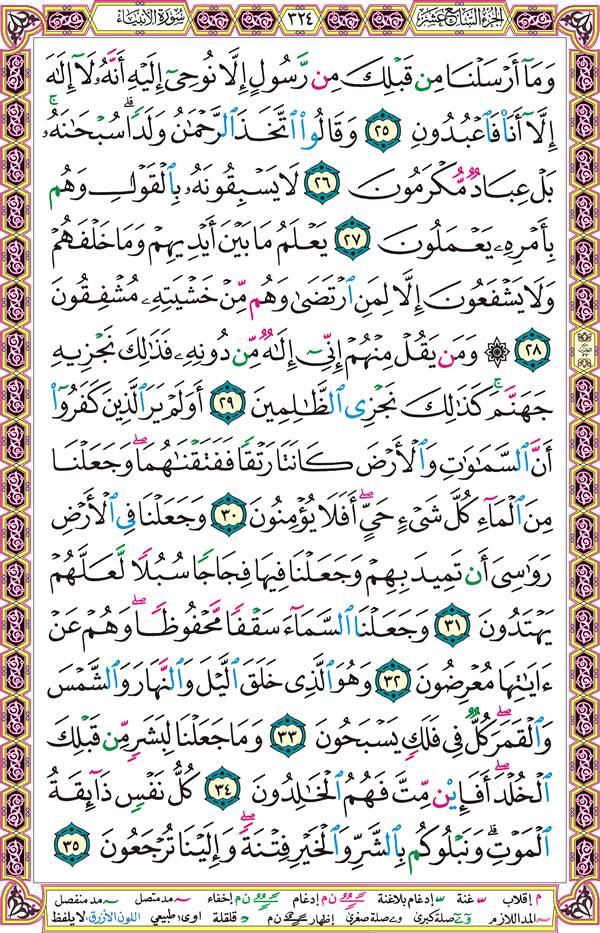 سورة الأنبياء ٣٢٤ الجزء السابع عشر
وَمَآ أَرْسَلْنَا مِن قَبْلِكَ مِن رَّسُولٍ إِلَّا نُوحِىٓ إِلَيْهِ أَنَّهُۥ لَآ إِلَٰهَ
إِلَّآ أَنَا۠ فَٱعْبُدُونِ ٢٥ وَقَالُوا۟ ٱتَّخَذَ ٱلرَّحْمَٰنُ وَلَدًا ۗ سُبْحَٰنَهُۥ ۚ
بَلْ عِبَادٌ مُّكْرَمُونَ ٢٦ لَا يَسْبِقُونَهُۥ بِٱلْقَوْلِ وَهُم
بِأَمْرِهِۦ يَعْمَلُونَ ٢٧ يَعْلَمُ مَا بَيْنَ أَيْدِيهِمْ وَمَا خَلْفَهُمْ
وَلَا يَشْفَعُونَ إِلَّا لِمَنِ ٱرْتَضَىٰ وَهُم مِّنْ خَشْيَتِهِۦ مُشْفِقُونَ
٢٨ ۞ وَمَن يَقُلْ مِنْهُمْ إِنِّىٓ إِلَٰهٌ مِّن دُونِهِۦ فَذَٰلِكَ نَجْزِيهِ
جَهَنَّمَ ۚ كَذَٰلِكَ نَجْزِى ٱلظَّٰلِمِينَ ٢٩ أَوَلَمْ يَرَ ٱلَّذِينَ كَفَرُوٓا۟
أَنَّ ٱلسَّمَٰوَٰتِ وَٱلْأَرْضَ كَانَتَا رَتْقًا فَفَتَقْنَٰهُمَا ۖ وَجَعَلْنَا
مِنَ ٱلْمَآءِ كُلَّ شَىْءٍ حَىٍّ ۖ أَفَلَا يُؤْمِنُونَ ٣٠ وَجَعَلْنَا فِى ٱلْأَرْضِ
رَوَٰسِىَ أَن تَمِيدَ بِهِمْ وَجَعَلْنَا فِيهَا فِجَاجًا سُبُلًا لَّعَلَّهُمْ
يَهْتَدُونَ ٣١ وَجَعَلْنَا ٱلسَّمَآءَ سَقْفًا مَّحْفُوظًا ۖ وَهُمْ عَنْ
ءَايَٰتِهَا مُعْرِضُونَ ٣٢ وَهُوَ ٱلَّذِى خَلَقَ ٱلَّيْلَ وَٱلنَّهَارَ وَٱلشَّمْسَ
وَٱلْقَمَرَ ۖ كُلٌّ فِى فَلَكٍ يَسْبَحُونَ ٣٣ وَمَا جَعَلْنَا لِبَشَرٍ مِّن قَبْلِكَ
ٱلْخُلْدَ ۖ أَفَإِي۟ن مِّتَّ فَهُمُ ٱلْخَٰلِدُونَ ٣٤ كُلُّ نَفْسٍ ذَآئِقَةُ
ٱلْمَوْتِ ۗ وَنَبْلُوكُم بِٱلشَّرِّ وَٱلْخَيْرِ فِتْنَةً ۖ وَإِلَيْنَا تُرْجَعُونَ ٣٥
م إقلاب غنة إدغام بلاغنة ن م إدغام ن م إخفاء مد متصل مد منفصل
المد اللازم صلة كبرى صلة صغرى إظهار ن م قلقلة اوى: طبيعي اللون الأزرق: لا يلفظ